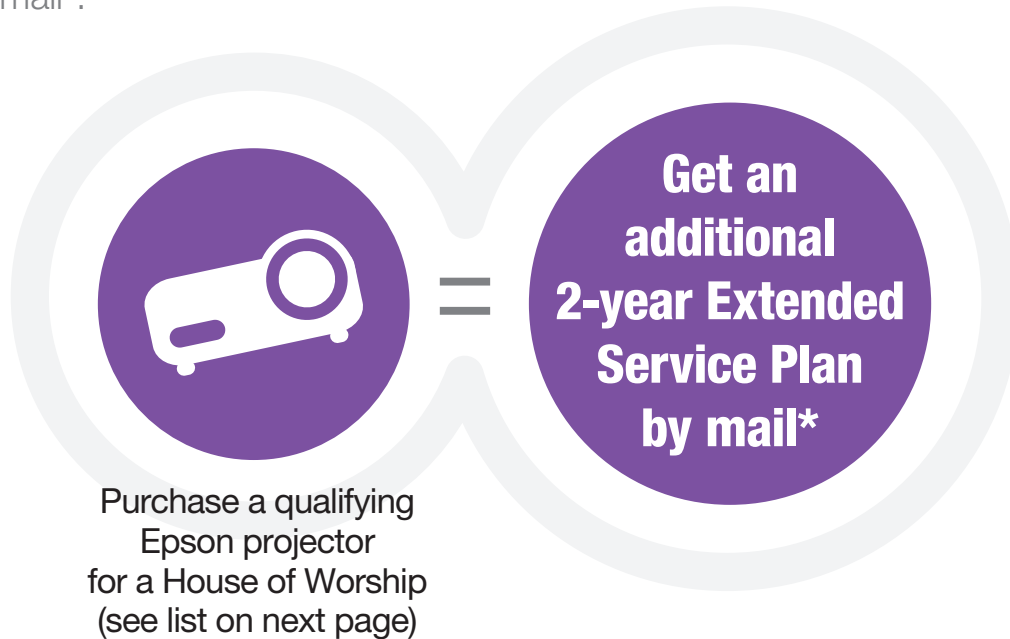 Get an
additional
2-year Extended
Service Plan
by mail*
=
Purchase a qualifying
Epson projector
for a House of Worship
(see list on next page)